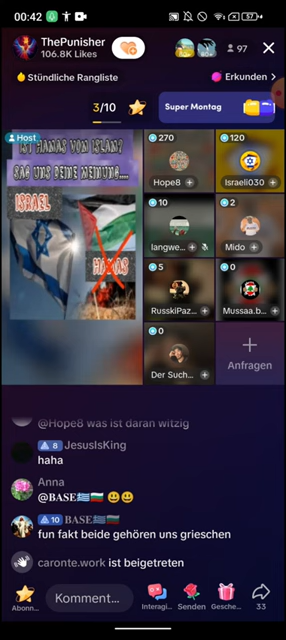 00:42
57
ThePunisher
106.8K Likes
97
Stündliche Rangliste
Erkunden >
3/10
Super Montag
Host
IST HAMAS VON ISLAM?
SAG UNS DEINE MEINUNG...
ISRAEL
HAMAS
270
Hope8
120
Israeli030
10
langwe...
2
Mido
5
RusskiPaz...
0
Mussaa.b...
0
Der Such...
Anfragen
@Hope8 was ist daran witzig
8 JesusIsKing
haha
Anna
@BASE🇬🇷🇧🇬 😃😃
10 BASE🇬🇷🇧🇬
fun fakt beide gehören uns griechen
caronte.work ist beigetreten
Abonn...
Komment...
Interagi...
Senden
Gesche...
33